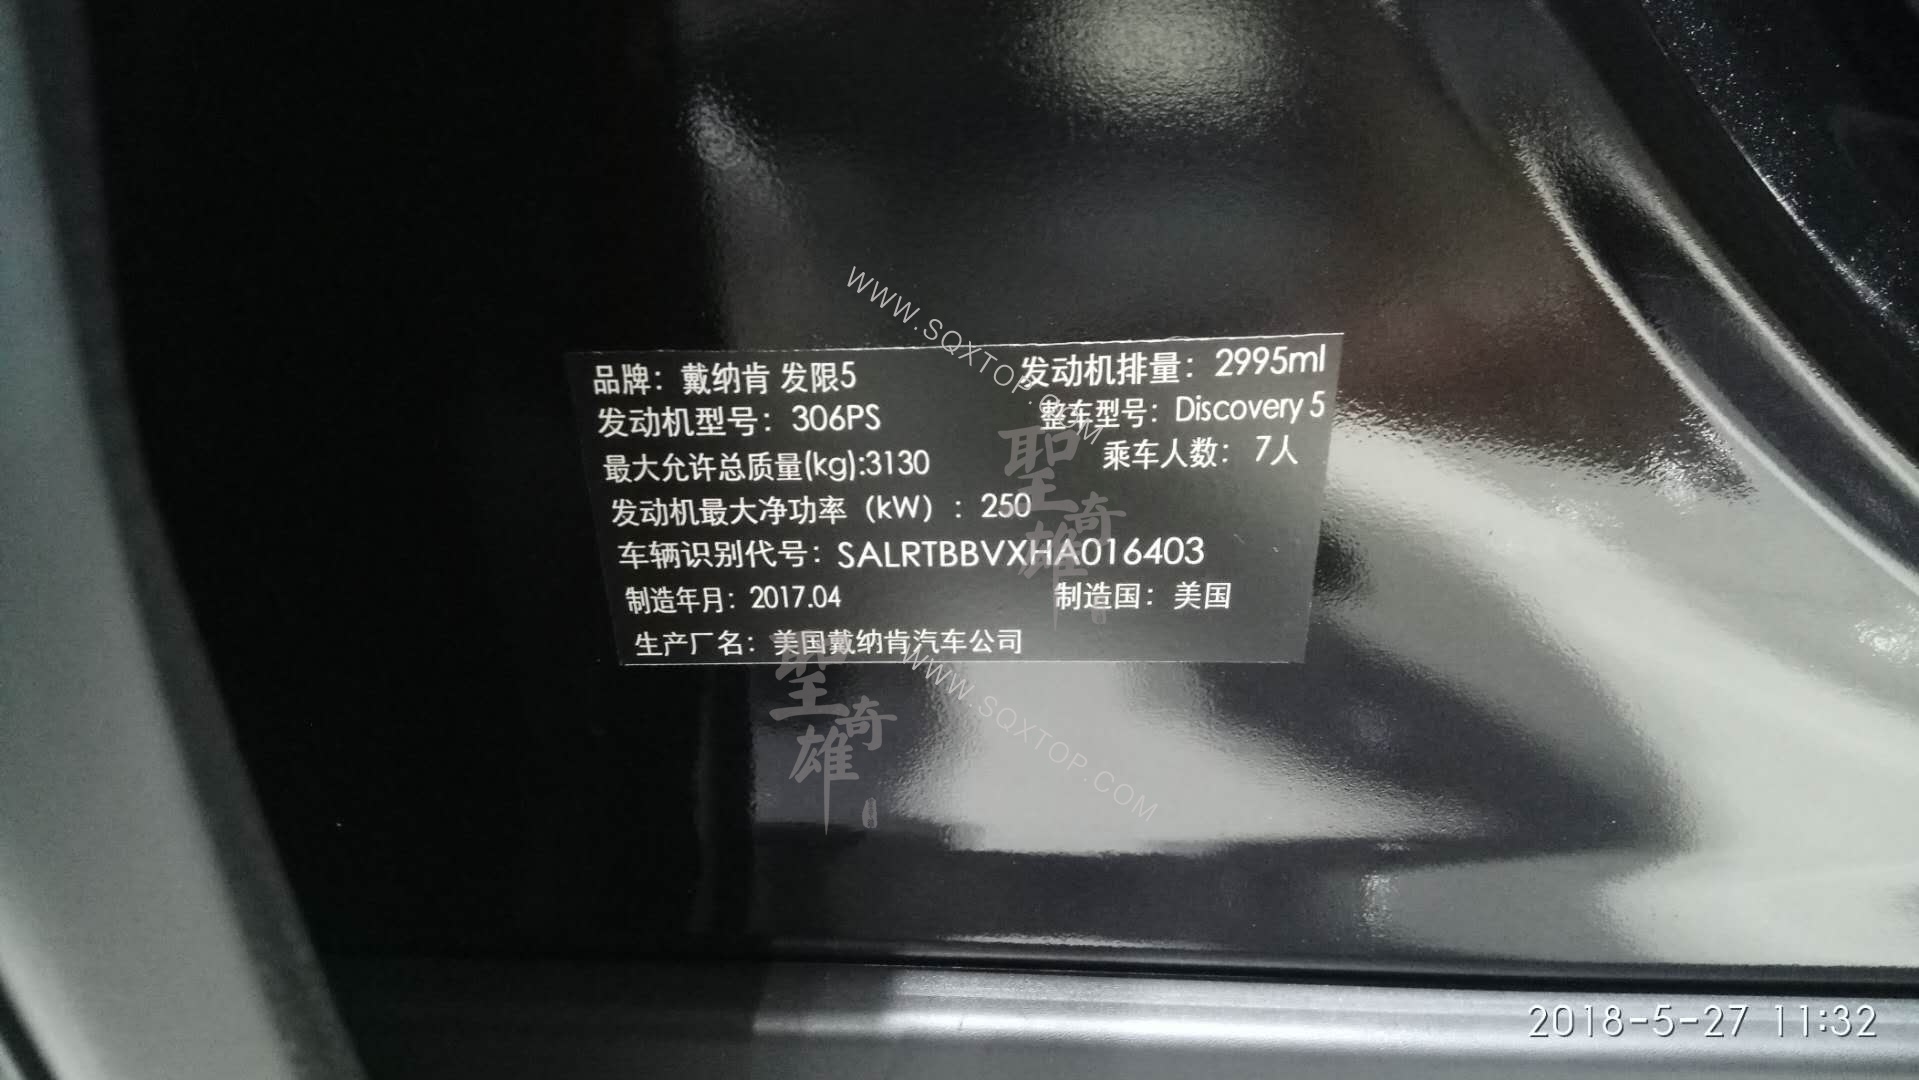 WWW.SQXTOP.COM
品牌：戴纳肯 发限5 发动机排量：2995ml
发动机型号：306PS 整车型号：Discovery 5
最大允许总质量(kg):3130 乘车人数：7人
发动机最大净功率（kW）：250
车辆识别代号：SALRTBBVXHA016403
制造年月：2017.04 制造国：美国
生产厂名：美国戴纳肯汽车公司
聖奇雄
聖奇雄
WWW.SQXTOP.COM
2018-5-27 11:32